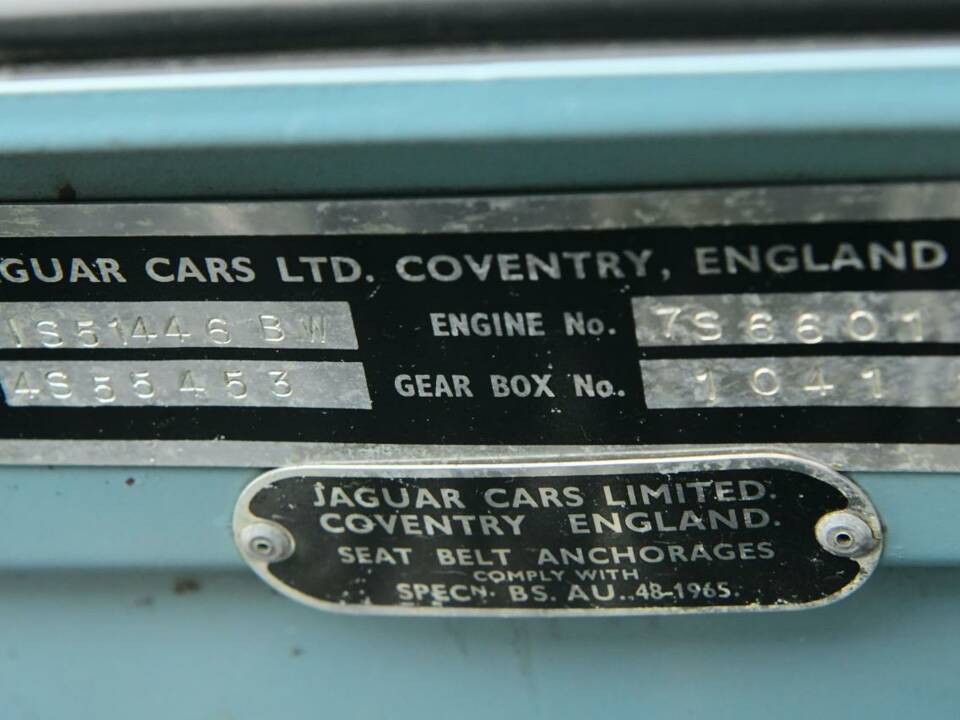 GUAR CARS LTD. COVENTRY, ENGLAND
1S51446 BW ENGINE No. 7S6601
4S55453 GEAR BOX No. 1041
JAGUAR CARS LIMITED.
COVENTRY ENGLAND.
SEAT BELT ANCHORAGES
COMPLY WITH
SPECN. BS. AU. 48-1965.